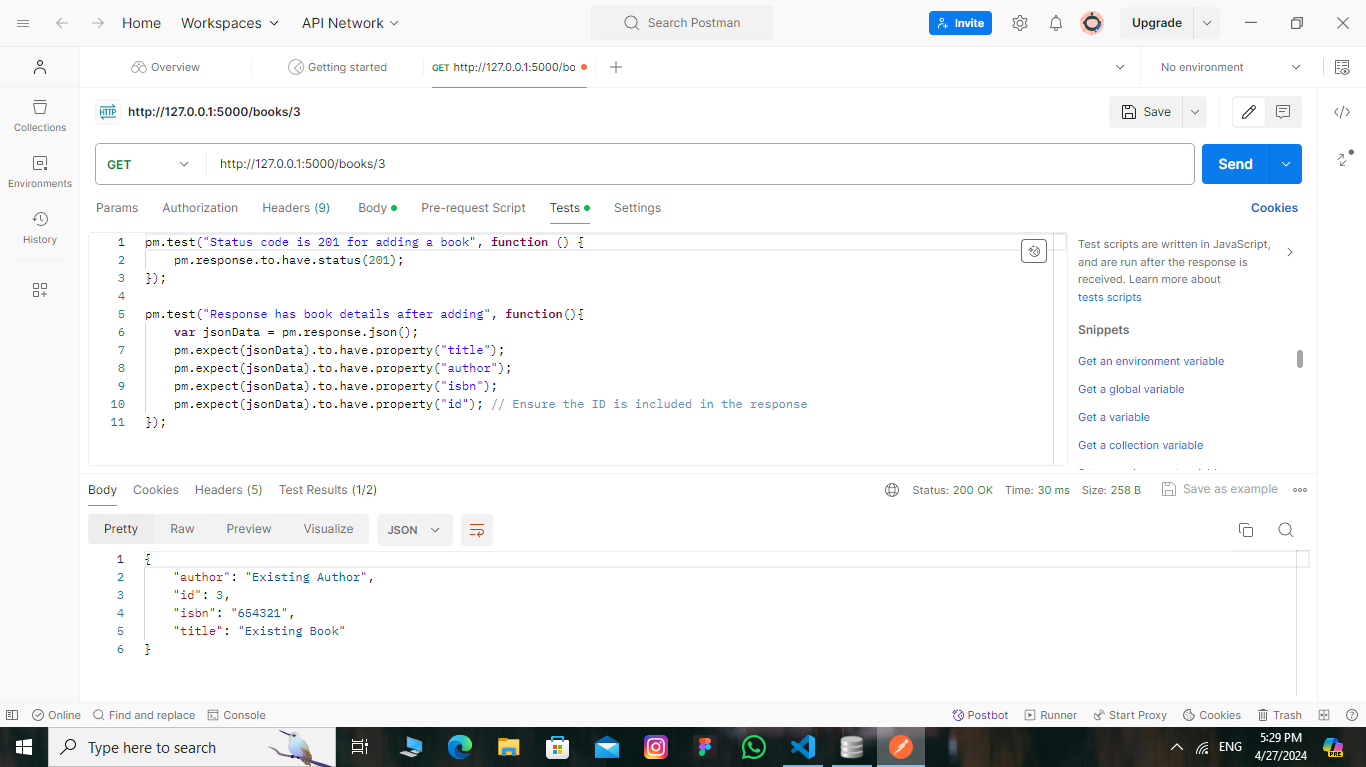 Home Workspaces API Network Search Postman Invite Upgrade
Overview Getting started GET http://127.0.0.1:5000/bo No environment
HTTP http://127.0.0.1:5000/books/3 Save
GET http://127.0.0.1:5000/books/3 Send
Params Authorization Headers (9) Body Pre-request Script Tests Settings Cookies
Collections
Environments
History
1 pm.test("Status code is 201 for adding a book", function () {
2 pm.response.to.have.status(201);
3 });
4
5 pm.test("Response has book details after adding", function(){
6 var jsonData = pm.response.json();
7 pm.expect(jsonData).to.have.property("title");
8 pm.expect(jsonData).to.have.property("author");
9 pm.expect(jsonData).to.have.property("isbn");
10 pm.expect(jsonData).to.have.property("id"); // Ensure the ID is included in the response
11 });
Test scripts are written in JavaScript,
and are run after the response is
received. Learn more about
tests scripts
Snippets
Get an environment variable
Get a global variable
Get a variable
Get a collection variable
Body Cookies Headers (5) Test Results (1/2) Status: 200 OK Time: 30 ms Size: 258 B Save as example
Pretty Raw Preview Visualize JSON
1 {
2 "author": "Existing Author",
3 "id": 3,
4 "isbn": "654321",
5 "title": "Existing Book"
6 }
Online Find and replace Console Postbot Runner Start Proxy Cookies Trash
Type here to search ENG 5:29 PM
4/27/2024
PRE